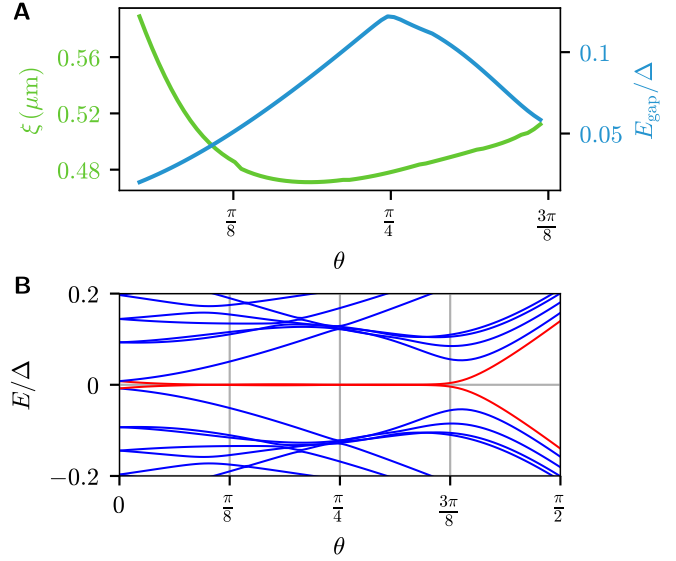 A
ξ (μm)
0.56
0.52
0.48
0.1
0.05
E_gap/Δ
π/8
π/4
3π/8
θ
B
E/Δ
0.2
0
−0.2
0
π/8
π/4
3π/8
π/2
θ